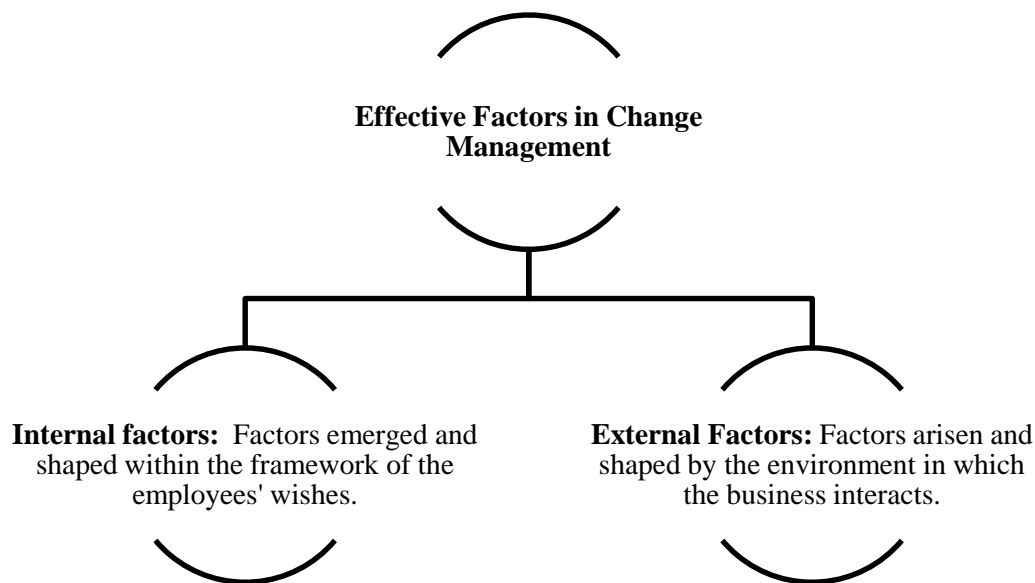 Effective Factors in Change
Management
Internal factors:  Factors emerged and
shaped within the framework of the
employees' wishes.
External Factors: Factors arisen and
shaped by the environment in which
the business interacts.